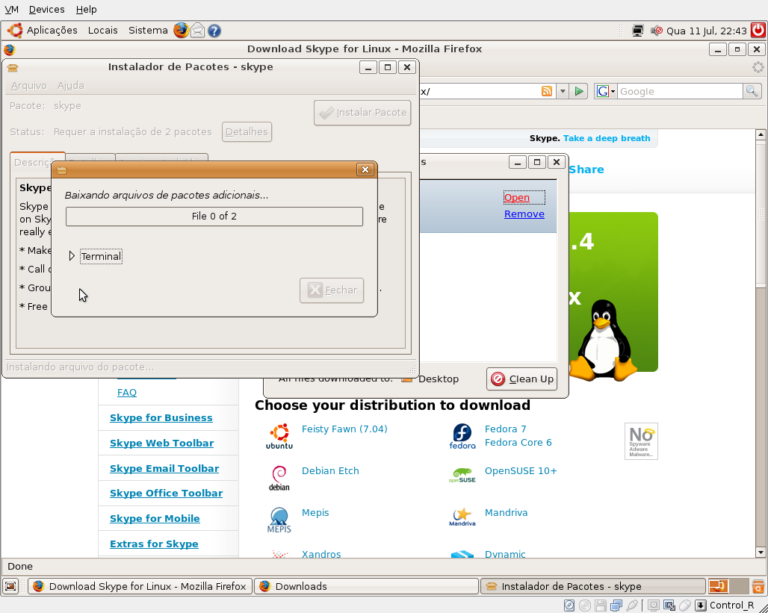 VM Devices Help
Aplicações Locais Sistema Qua 11 Jul, 22:43
Download Skype for Linux - Mozilla Firefox
Instalador de Pacotes - skype
Arquivo Ajuda
x/
Google
Pacote: skype
Instalar Pacote
Status: Requer a instalação de 2 pacotes
Detalhes
Skype. Take a deep breath
Descriç
s
Share
Skype
Skype
on Sky
really e
* Make
* Call
* Grou
* Free
e
re
Baixando arquivos de pacotes adicionais...
File 0 of 2
Terminal
Fechar
Open
Remove
.4
x
Instalando arquivo do pacote...
All files downloaded to: Desktop
Clean Up
FAQ
Skype for Business
Skype Web Toolbar
Skype Email Toolbar
Skype Office Toolbar
Skype for Mobile
Extras for Skype
Choose your distribution to download
ubuntu
Feisty Fawn (7.04)
fedora
Fedora 7
Fedora Core 6
No
Spyware
Adware
Malware...
debian
Debian Etch
openSUSE
OpenSUSE 10+
MEPIS
Mepis
Mandriva
Mandriva
Xandros
Dynamic
Done
Download Skype for Linux - Mozilla Firefox
Downloads
Instalador de Pacotes - skype
Control_R